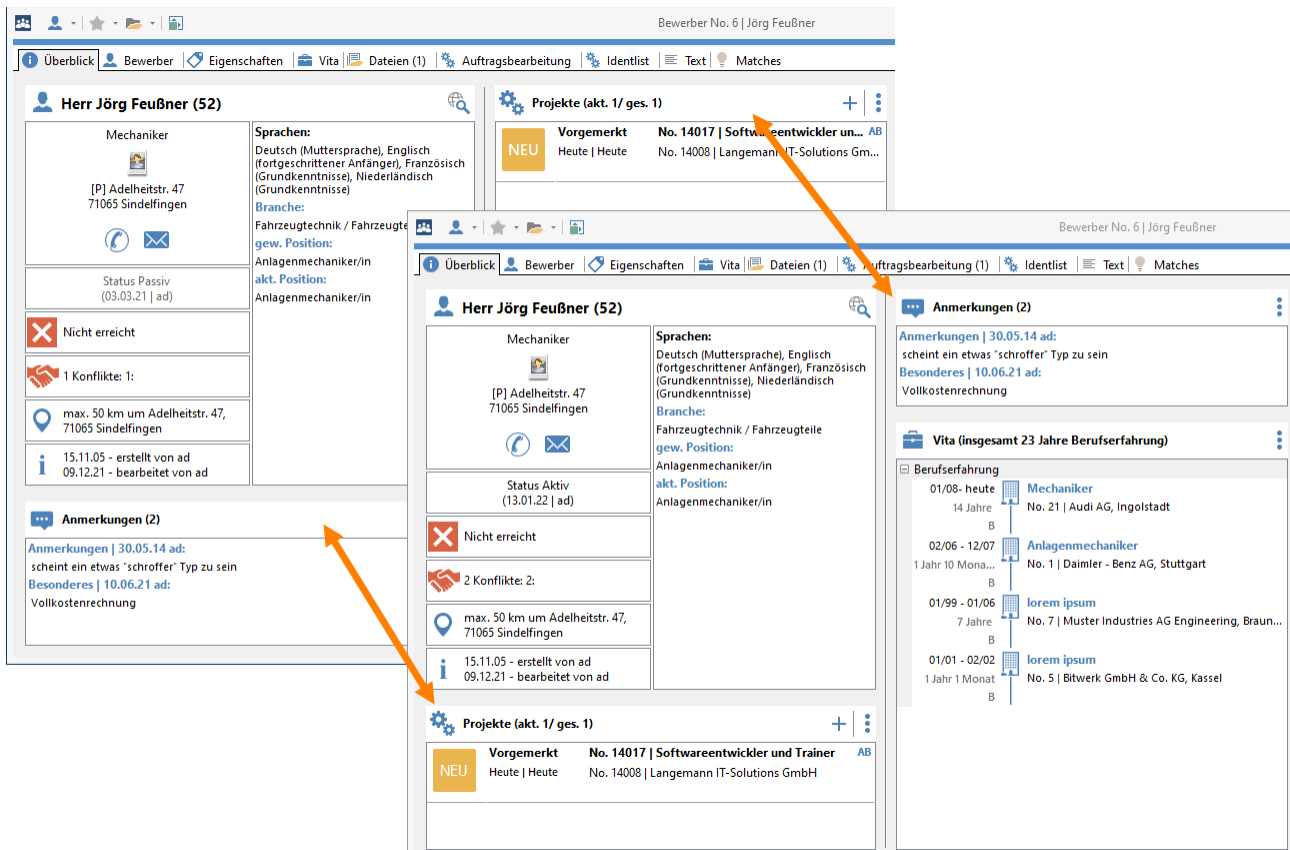 Bewerber No. 6 | Jörg Feußner
Überblick Bewerber Eigenschaften Vita Dateien (1) Auftragsbearbeitung Identlist Text Matches
Herr Jörg Feußner (52)
Mechaniker
[P] Adelheitstr. 47
71065 Sindelfingen
Status Passiv
(03.03.21 | ad)
Nicht erreicht
1 Konflikte: 1:
max. 50 km um Adelheitstr. 47,
71065 Sindelfingen
15.11.05 - erstellt von ad
09.12.21 - bearbeitet von ad
Sprachen:
Deutsch (Muttersprache), Englisch
(fortgeschrittener Anfänger), Französisch
(Grundkenntnisse), Niederländisch
(Grundkenntnisse)
Branche:
Fahrzeugtechnik / Fahrzeugte
gew. Position:
Anlagenmechaniker/in
akt. Position:
Anlagenmechaniker/in
Anmerkungen (2)
Anmerkungen | 30.05.14 ad:
scheint ein etwas "schroffer" Typ zu sein
Besonderes | 10.06.21 ad:
Vollkostenrechnung
Projekte (akt. 1/ ges. 1)
NEU
Vorgemerkt No. 14017 | Softwareentwickler un... AB
Heute | Heute No. 14008 | Langemann IT-Solutions Gm...
Bewerber No. 6 | Jörg Feußner
Überblick Bewerber Eigenschaften Vita Dateien (1) Auftragsbearbeitung (1) Identlist Text Matches
Herr Jörg Feußner (52)
Mechaniker
[P] Adelheitstr. 47
71065 Sindelfingen
Status Aktiv
(13.01.22 | ad)
Nicht erreicht
2 Konflikte: 2:
max. 50 km um Adelheitstr. 47,
71065 Sindelfingen
15.11.05 - erstellt von ad
09.12.21 - bearbeitet von ad
Sprachen:
Deutsch (Muttersprache), Englisch
(fortgeschrittener Anfänger), Französisch
(Grundkenntnisse), Niederländisch
(Grundkenntnisse)
Branche:
Fahrzeugtechnik / Fahrzeugteile
gew. Position:
Anlagenmechaniker/in
akt. Position:
Anlagenmechaniker/in
Projekte (akt. 1/ ges. 1)
NEU
Vorgemerkt No. 14017 | Softwareentwickler und Trainer AB
Heute | Heute No. 14008 | Langemann IT-Solutions GmbH
Anmerkungen (2)
Anmerkungen | 30.05.14 ad:
scheint ein etwas "schroffer" Typ zu sein
Besonderes | 10.06.21 ad:
Vollkostenrechnung
Vita (insgesamt 23 Jahre Berufserfahrung)
Berufserfahrung
01/08- heute Mechaniker
14 Jahre No. 21 | Audi AG, Ingolstadt
B
02/06 - 12/07 Anlagenmechaniker
1 Jahr 10 Mona... No. 1 | Daimler - Benz AG, Stuttgart
B
01/99 - 01/06 lorem ipsum
7 Jahre No. 7 | Muster Industries AG Engineering, Braun...
B
01/01 - 02/02 lorem ipsum
1 Jahr 1 Monat No. 5 | Bitwerk GmbH & Co. KG, Kassel
B